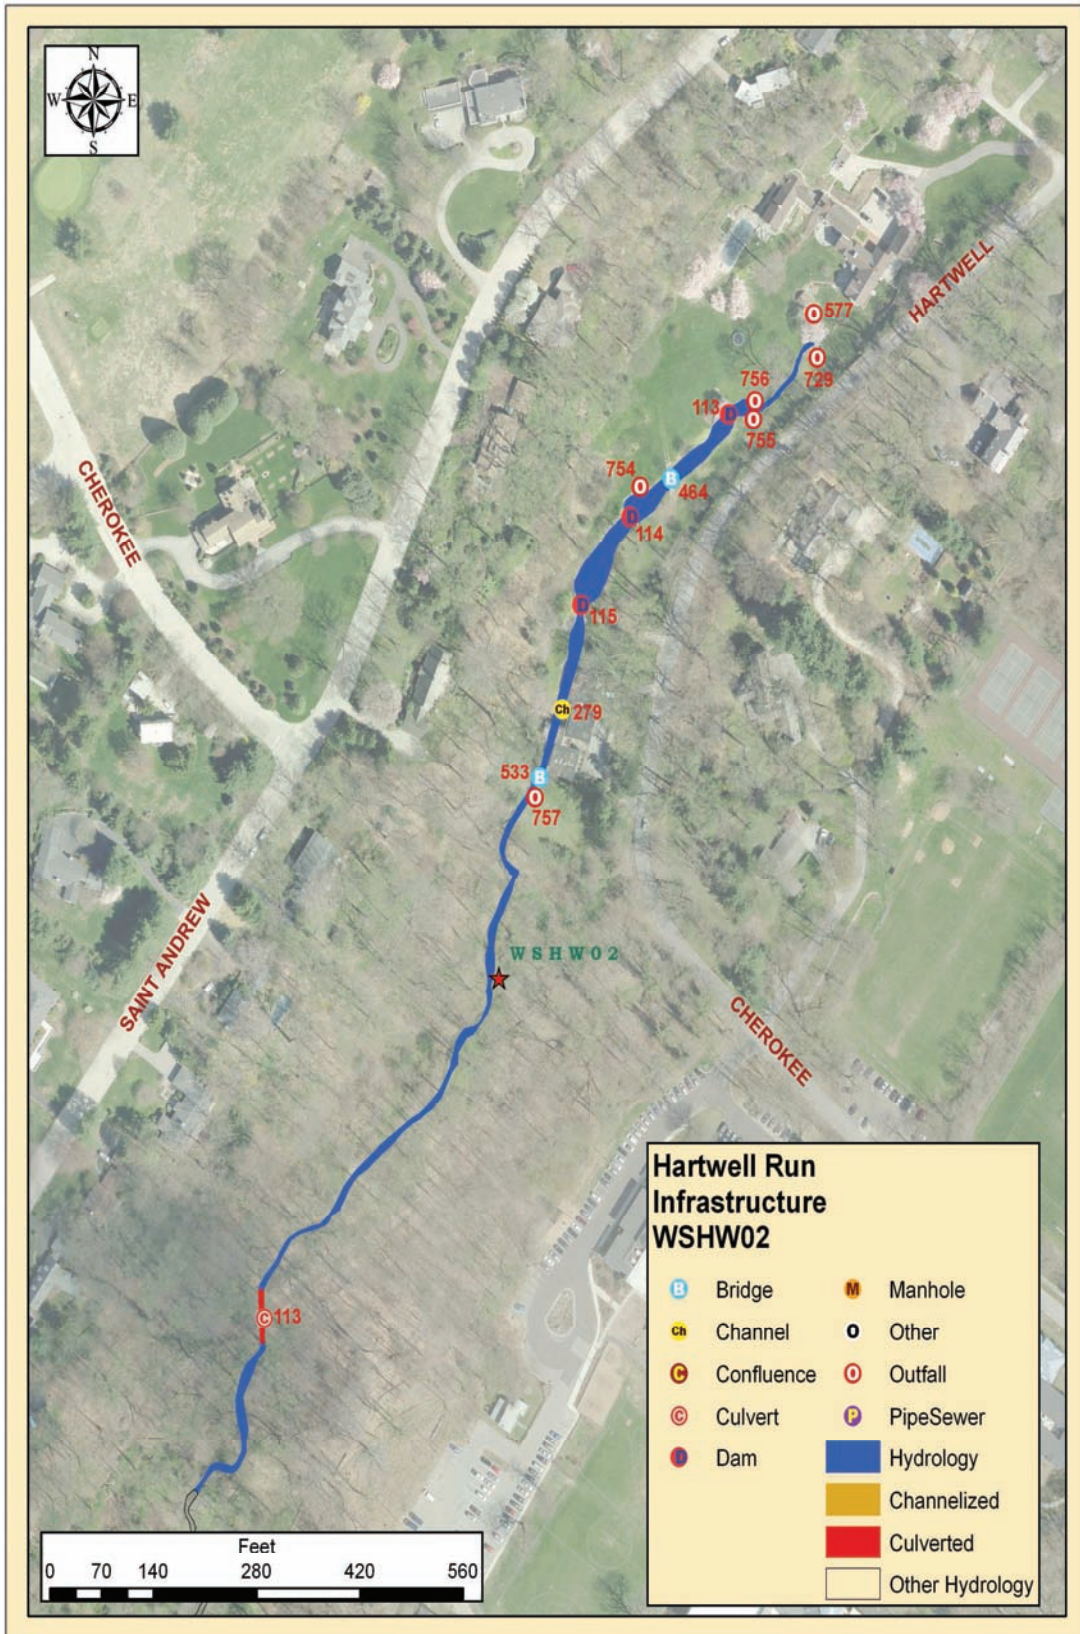 N
W E
S
HARTWELL
O 577
O
729
756
O
113 D O
755
754
O B
464
D
114
D
115
CHEROKEE
Ch 279
533 B
O
757
SAINT ANDREW
WSHW02
CHEROKEE
C 113
Hartwell Run
Infrastructure
WSHW02
B Bridge M Manhole
Ch Channel O Other
C Confluence O Outfall
C Culvert P PipeSewer
D Dam Hydrology
Channelized
Culverted
Other Hydrology
Feet
0 70 140 280 420 560